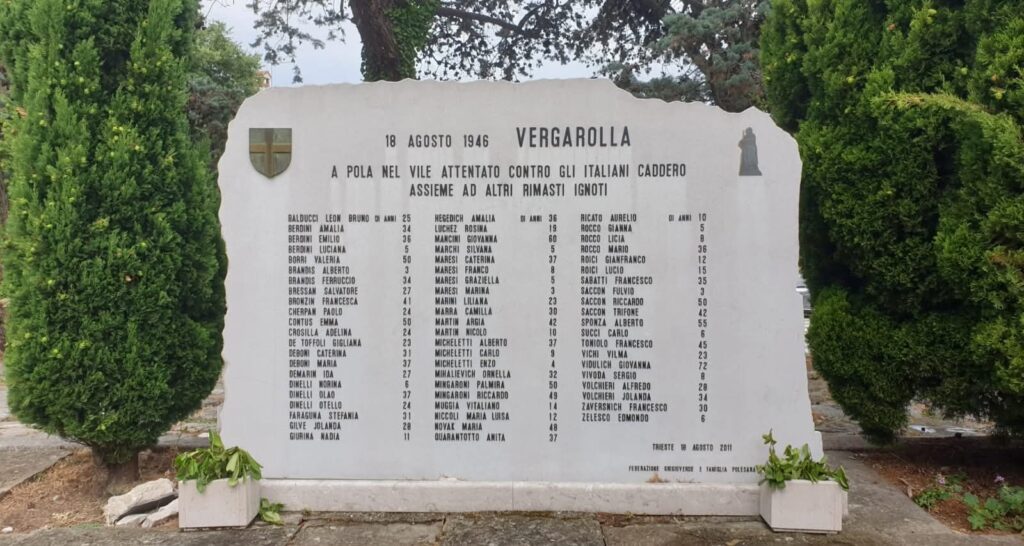 18 AGOSTO 1946 VERGAROLLA
A POLA NEL VILE ATTENTATO CONTRO GLI ITALIANI CADDERO
ASSIEME AD ALTRI RIMASTI IGNOTI
BALDUCCI LEON BRUNO DI ANNI 25
BERDINI AMALIA 34
BERDINI EMILIO 36
BERDINI LUCIANA 5
BORRI VALERIA 50
BRANDIS ALBERTO 3
BRANDIS FERRUCCIO 34
BRESSAN SALVATORE 27
BRONZIN FRANCESCA 41
CHERPAN PAOLO 24
CONTUS EMMA 50
CROSILLA ADELINA 24
DE TOFFOLI GIGLIANA 23
DEBONI CATERINA 31
DEBONI MARIA 37
DEMARIN IDA 27
DINELLI NORINA 6
DINELLI OLAO 37
DINELLI OTELLO 24
FARAGUNA STEFANIA 31
GILVE JOLANDA 28
GIURINA NADIA 11
HEGEDICH AMALIA DI ANNI 36
LUCHEZ ROSINA 19
MANCINI GIOVANNA 60
MARCHI SILVANA 5
MARESI CATERINA 37
MARESI FRANCO 8
MARESI GRAZIELLA 5
MARESI MARINA 3
MARINI LILIANA 23
MARRA CAMILLA 30
MARTIN ARGIA 42
MARTIN NICOLO 10
MICHELETTI ALBERTO 37
MICHELETTI CARLO 9
MICHELETTI ENZO 4
MIHALIEVICH ORNELLA 32
MINGARONI PALMIRA 50
MINGARONI RICCARDO 49
MUGGIA VITALIANO 14
NICCOLI MARIA LUISA 12
NOVAK MARIA 48
QUARANTOTTO ANITA 37
RICATO AURELIO DI ANNI 10
ROCCO GIANNA 5
ROCCO LICIA 8
ROCCO MARIO 36
ROICI GIANFRANCO 12
ROICI LUCIO 15
SABATTI FRANCESCO 35
SACCON FULVIO 3
SACCON RICCARDO 50
SACCON TRIFONE 42
SPONZA ALBERTO 55
SUCCI CARLO 6
TONIOLO FRANCESCO 45
VICHI VILMA 23
VIDULICH GIOVANNA 72
VIVODA SERGIO 8
VOLCHIERI ALFREDO 28
VOLCHIERI JOLANDA 34
ZAVERSNICH FRANCESCO 30
ZELESCO EDMONDO 6
TRIESTE 18 AGOSTO 2011
FEDERAZIONE GRIGIOVERDE E FAMIGLIA POLESANA